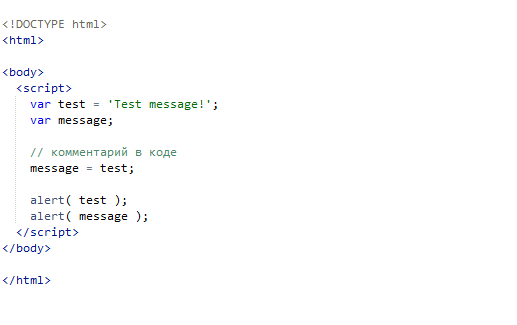 <!DOCTYPE html>
<html>
<body>
<script>
var test = 'Test message!';
var message;
// комментарий в коде
message = test;
alert( test );
alert( message );
</script>
</body>
</html>